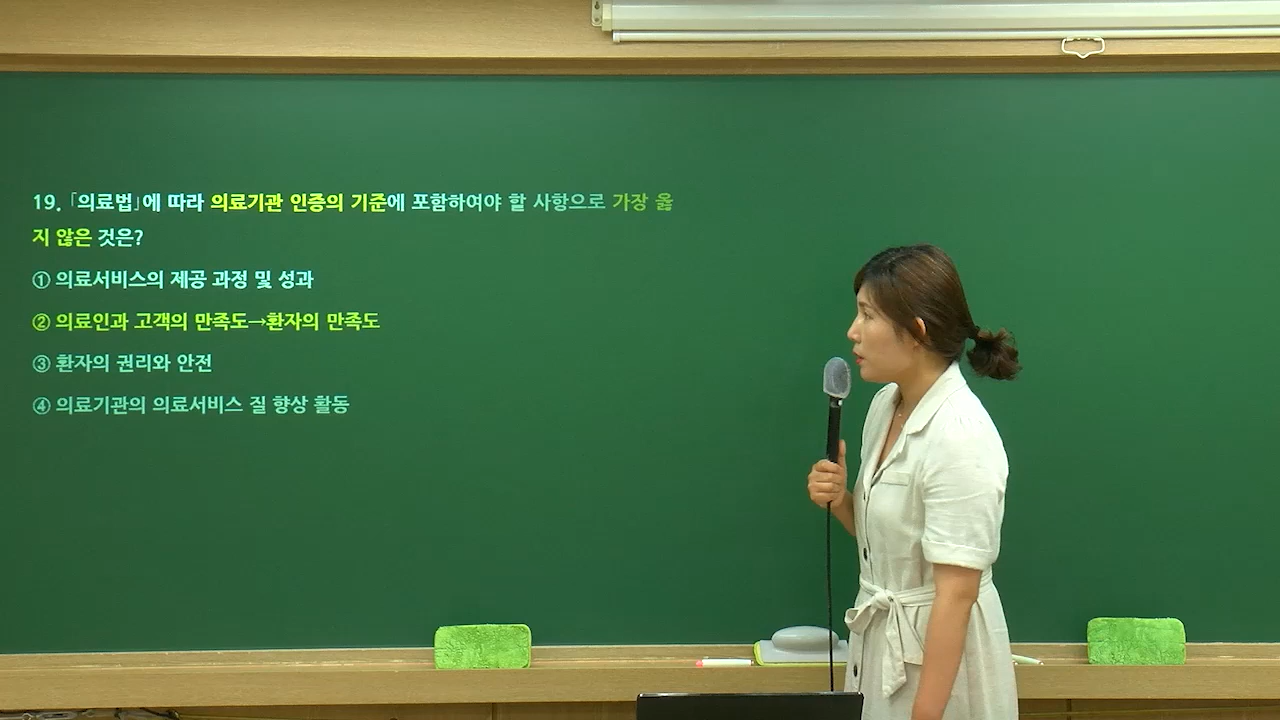 19. 「의료법」에 따라 의료기관 인증의 기준에 포함하여야 할 사항으로 가장 옳
지 않은 것은?
① 의료서비스의 제공 과정 및 성과
② 의료인과 고객의 만족도→환자의 만족도
③ 환자의 권리와 안전
④ 의료기관의 의료서비스 질 향상 활동